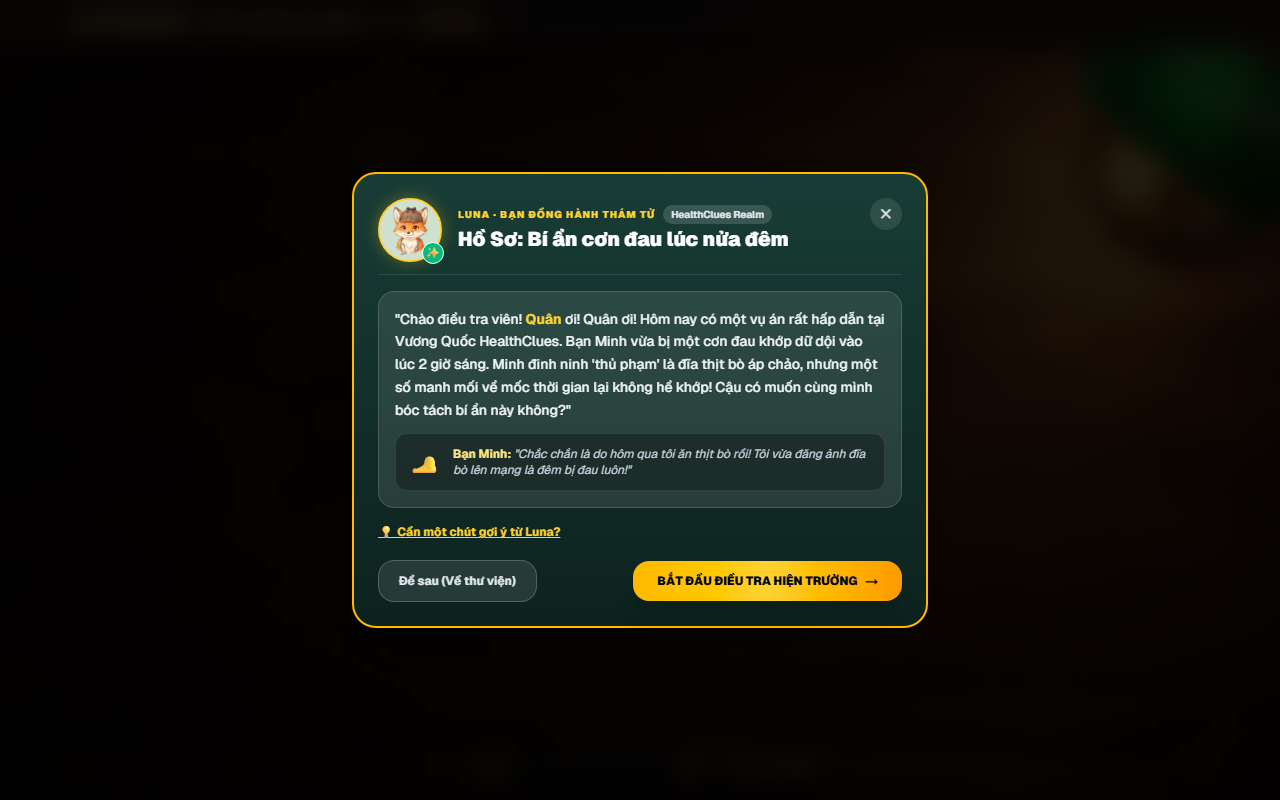 LUNA · BẠN ĐỒNG HÀNH THÁM TỬ HealthClues Realm
Hồ Sơ: Bí ẩn cơn đau lúc nửa đêm
"Chào điều tra viên! Quân ơi! Quân ơi! Hôm nay có một vụ án rất hấp dẫn tại
Vương Quốc HealthClues. Bạn Minh vừa bị một cơn đau khớp dữ dội vào
lúc 2 giờ sáng. Minh đinh ninh 'thủ phạm' là đĩa thịt bò áp chảo, nhưng một
số manh mối về mốc thời gian lại không hề khớp! Cậu có muốn cùng mình
bóc tách bí ẩn này không?"
Bạn Minh: "Chắc chắn là do hôm qua tôi ăn thịt bò rồi! Tôi vừa đăng ảnh đĩa
bò lên mạng là đêm bị đau luôn!"
Cần một chút gợi ý từ Luna?
Để sau (Về thư viện)
BẮT ĐẦU ĐIỀU TRA HIỆN TRƯỜNG →